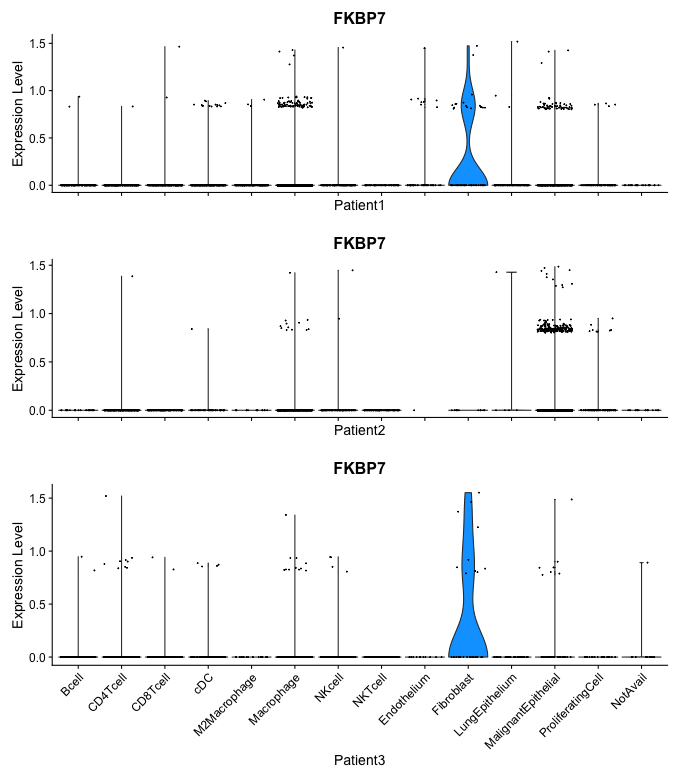 FKBP7
Expression Level
1.5
1.0
0.5
0.0
Patient1
FKBP7
Expression Level
1.5
1.0
0.5
0.0
Patient2
FKBP7
Expression Level
1.5
1.0
0.5
0.0
Bcell
CD4Tcell
CD8Tcell
cDC
M2Macrophage
Macrophage
NKcell
NKTcell
Endothelium
Fibroblast
LungEpithelium
MalignantEpithelial
ProliferatingCell
NotAvail
Patient3